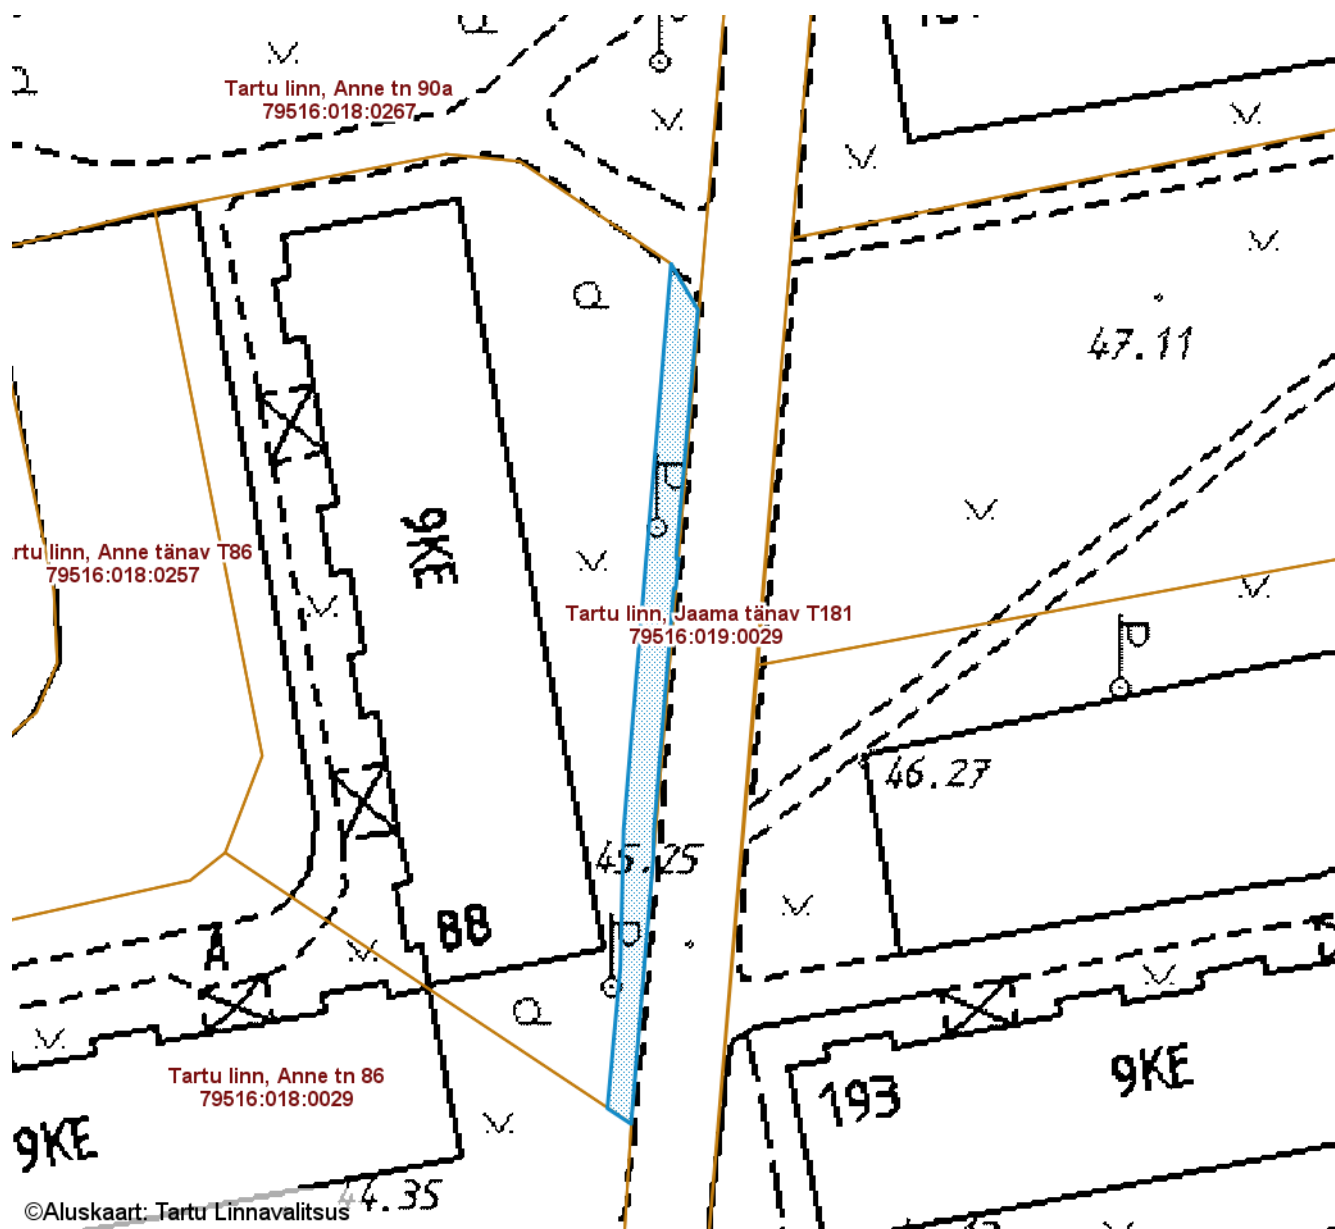 Tartu linn, Anne tn 90a
79516:018:0267
47.11
9KE
rtu linn, Anne tänav T86
79516:018:0257
Tartu linn, Jaama tänav T181
79516:019:0029
46.27
45.25
88
A
Tartu linn, Anne tn 86
79516:018:0029
193
9KE
9KE
44.35
©Aluskaart: Tartu Linnavalitsus